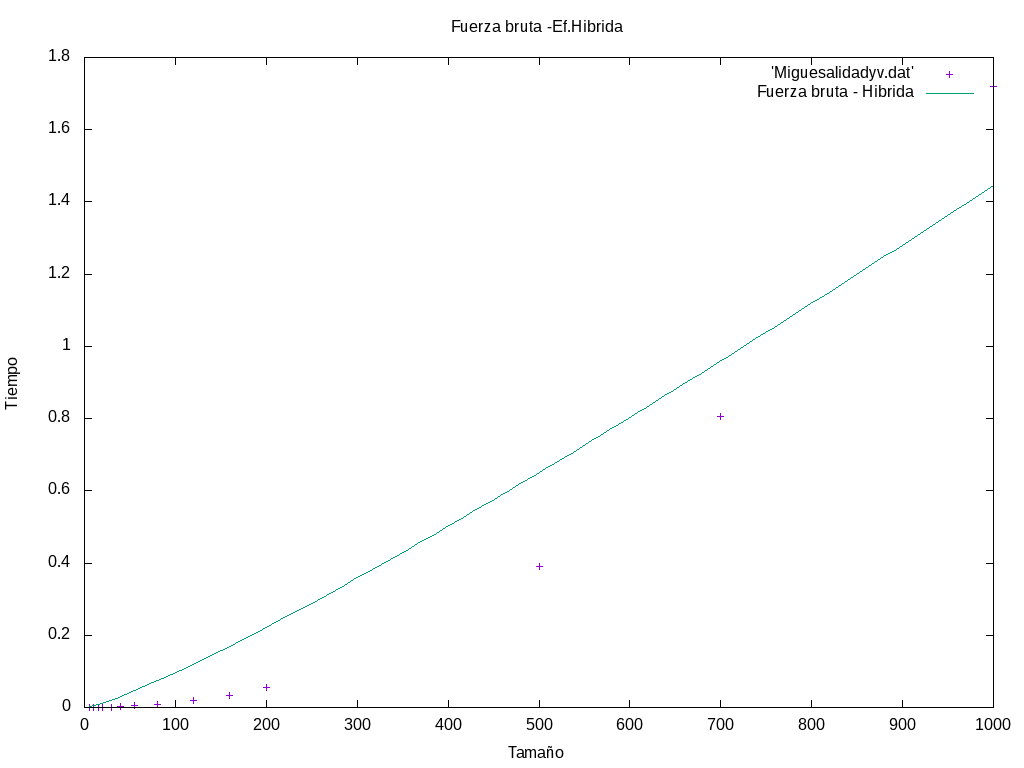 Fuerza bruta -Ef.Hibrida
'Miguesalidadyv.dat'
Fuerza bruta - Hibrida
1.8
1.6
1.4
1.2
1
0.8
0.6
0.4
0.2
0
Tiempo
0 100 200 300 400 500 600 700 800 900 1000
Tamaño